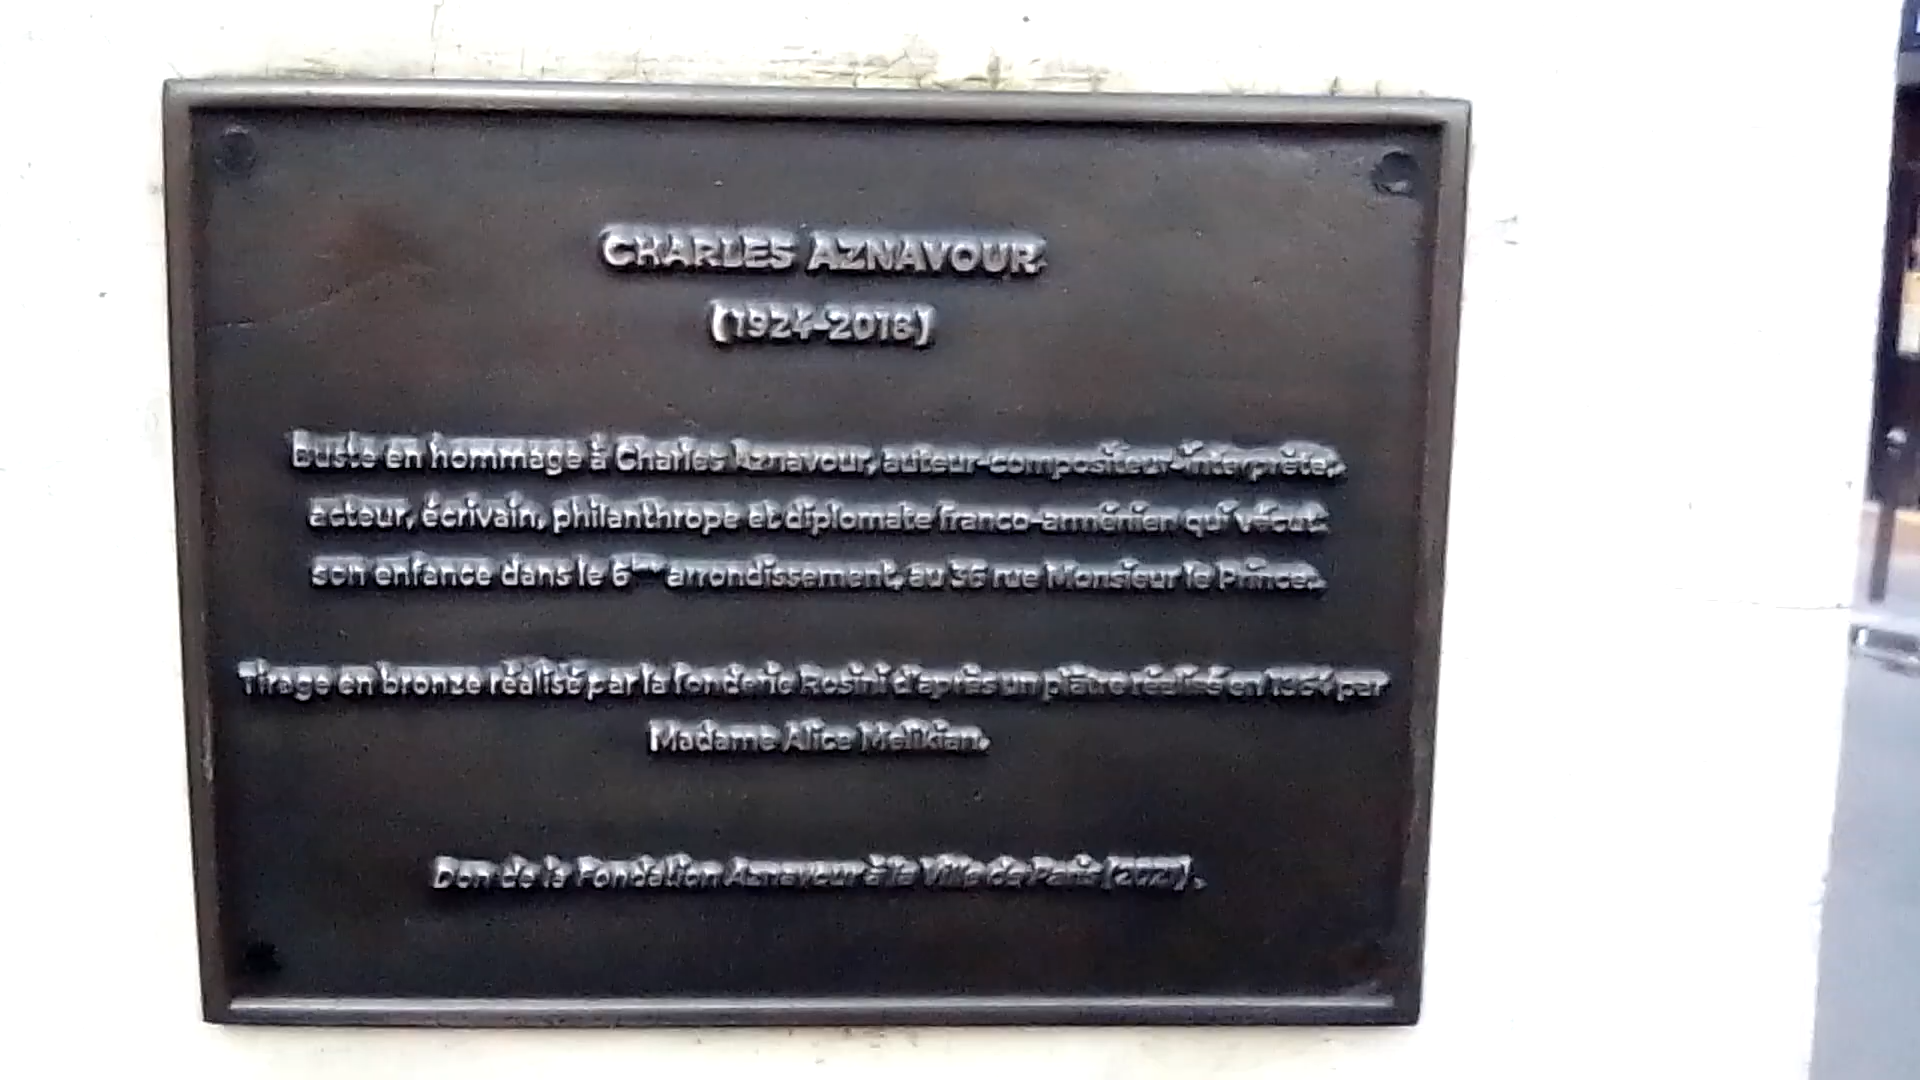 CHARLES AZNAVOUR
(1924-2018)
Buste en hommage à Charles Aznavour, auteur-compositeur-interprète,
acteur, écrivain, philanthrope et diplomate franco-arménien qui vécut
son enfance dans le 6ème arrondissement, au 36 rue Monsieur le Prince.
Tirage en bronze réalisé par la fonderie Rosini d'après un plâtre réalisé en 1964 par
Madame Alice Melikian.
Don de la Fondation Aznavour à la Ville de Paris (2021).